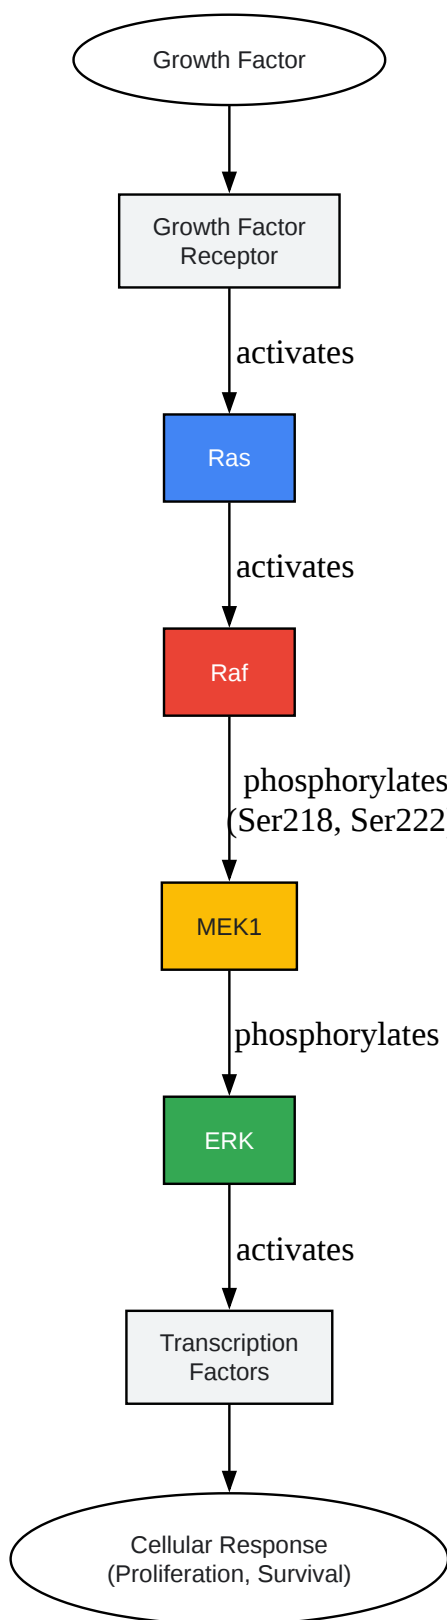 Growth Factor
Growth Factor
Receptor
activates
Ras
activates
Raf
phosphorylates
(Ser218, Ser222
MEK1
phosphorylates
ERK
activates
Transcription
Factors
Cellular Response
(Proliferation, Survival)